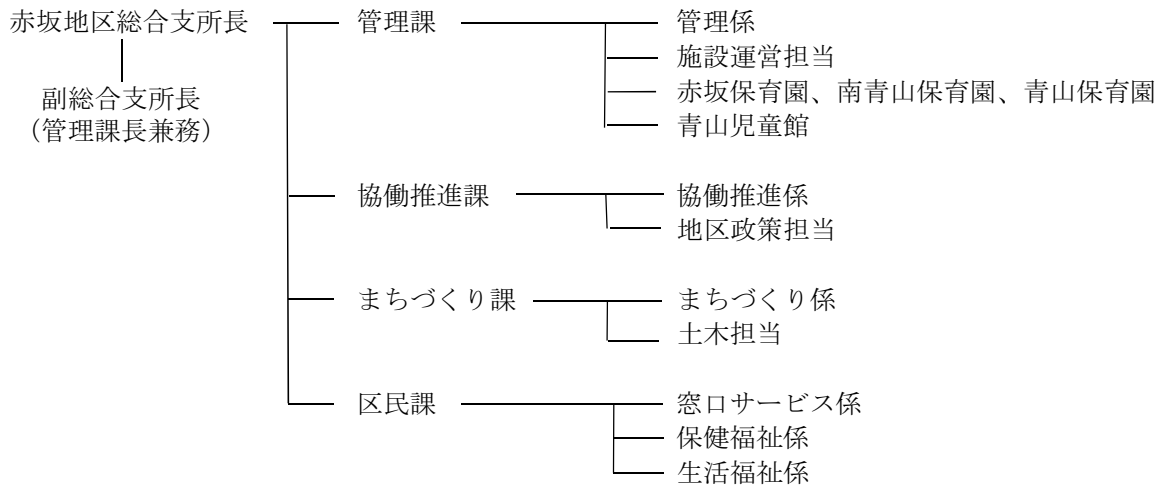 赤坂地区総合支所長 管理課 管理係
施設運営担当
副総合支所長 赤坂保育園、南青山保育園、青山保育園
（管理課長兼務） 青山児童館
協働推進課 協働推進係
地区政策担当
まちづくり課 まちづくり係
土木担当
区民課 窓口サービス係
保健福祉係
生活福祉係